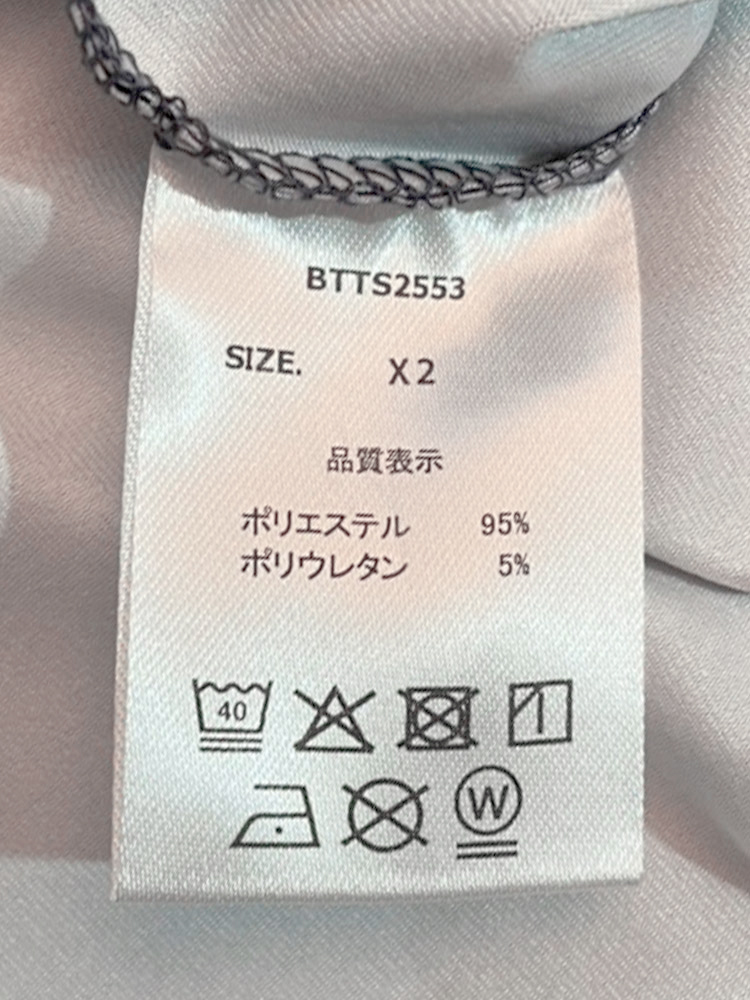 BTTS2553
SIZE. X2
品質表示
ポリエステル 95%
ポリウレタン 5%
40
W